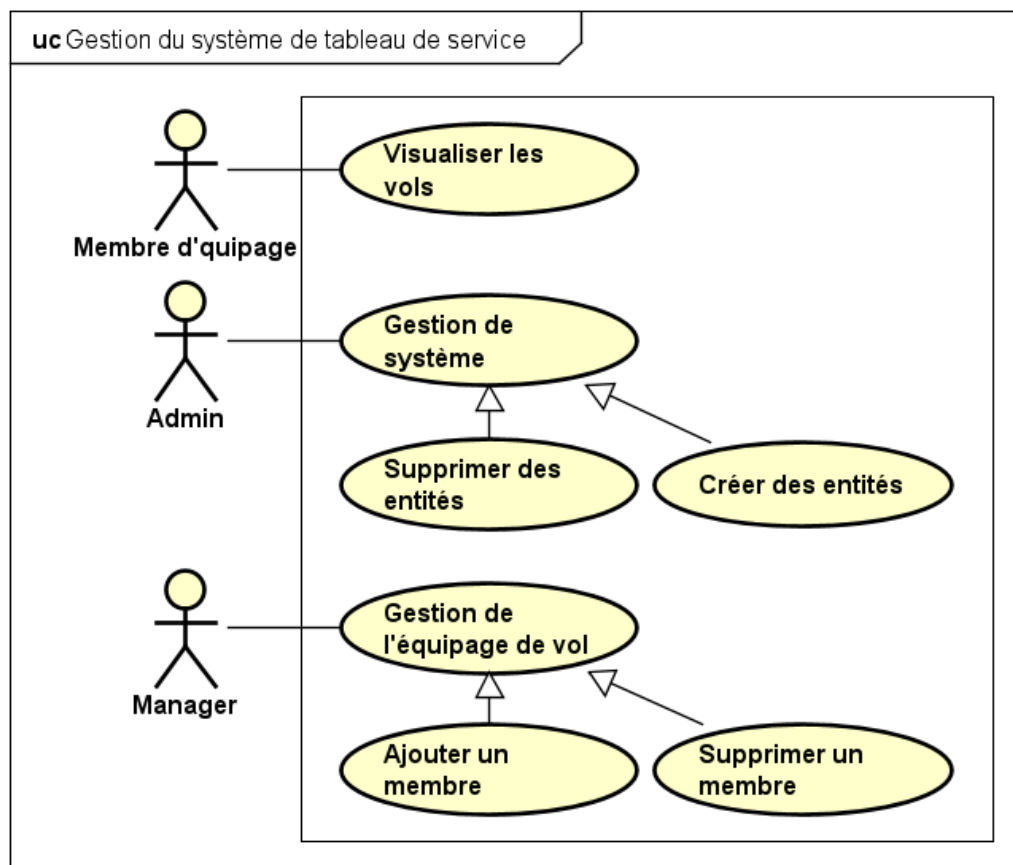 uc Gestion du système de tableau de service
Visualiser les
vols
Membre d'quipage
Gestion de
système
Admin
Supprimer des
entités
Créer des entités
Gestion de
l'équipage de vol
Manager
Ajouter un
membre
Supprimer un
membre